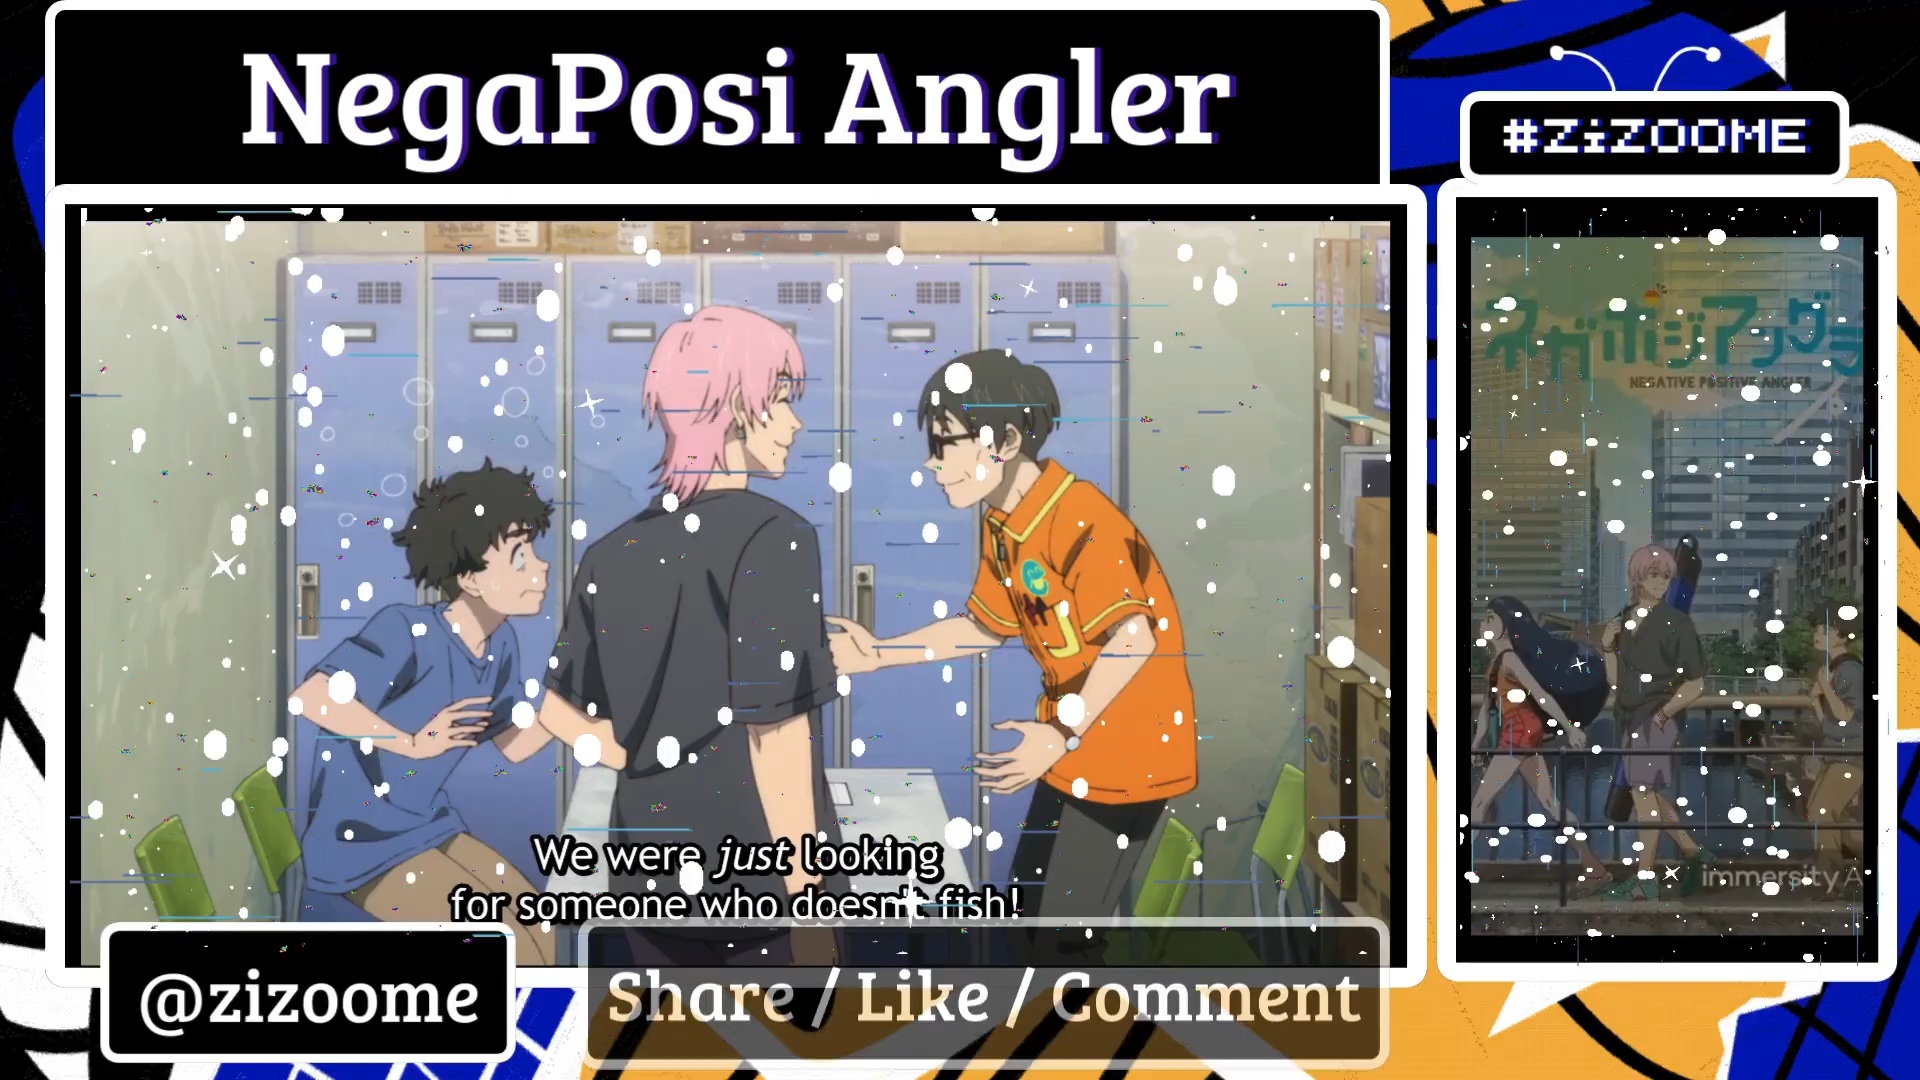 NegaPosi Angler
#ZiZOOME
ネガポジアングラ
NEGATIVE POSITIVE ANGLER
We were just looking
for someone who doesn't fish!
immersity A
@zizoome
Share / Like / Comment